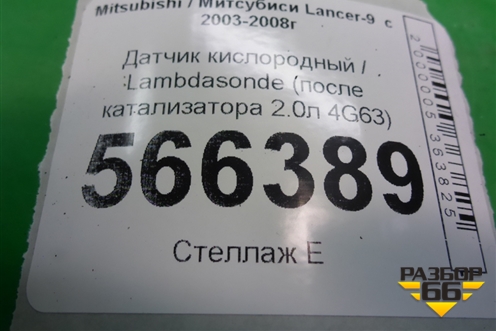 Mitsubishi / Митсубиси Lancer-9 с
2003-2008г
Датчик кислородный /
Lambdasonde (после
катализатора 2.0л 4G63)
566389
Стеллаж Е
2000005363825
РАЗБОР
66